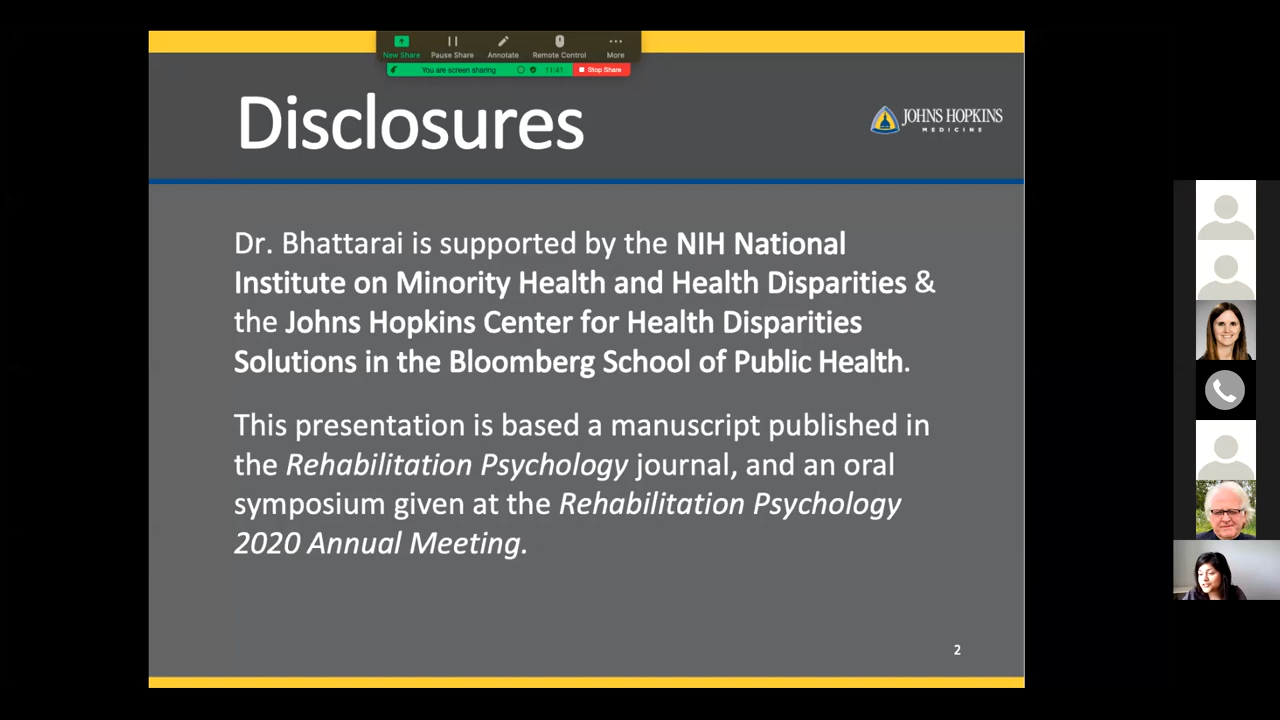 New Share
Pause Share
Annotate
Remote Control
More
You are screen sharing
11:41
Stop Share
Disclosures
JOHNS HOPKINS
MEDICINE
Dr. Bhattarai is supported by the NIH National
Institute on Minority Health and Health Disparities &
the Johns Hopkins Center for Health Disparities
Solutions in the Bloomberg School of Public Health.
This presentation is based a manuscript published in
the Rehabilitation Psychology journal, and an oral
symposium given at the Rehabilitation Psychology
2020 Annual Meeting.
2